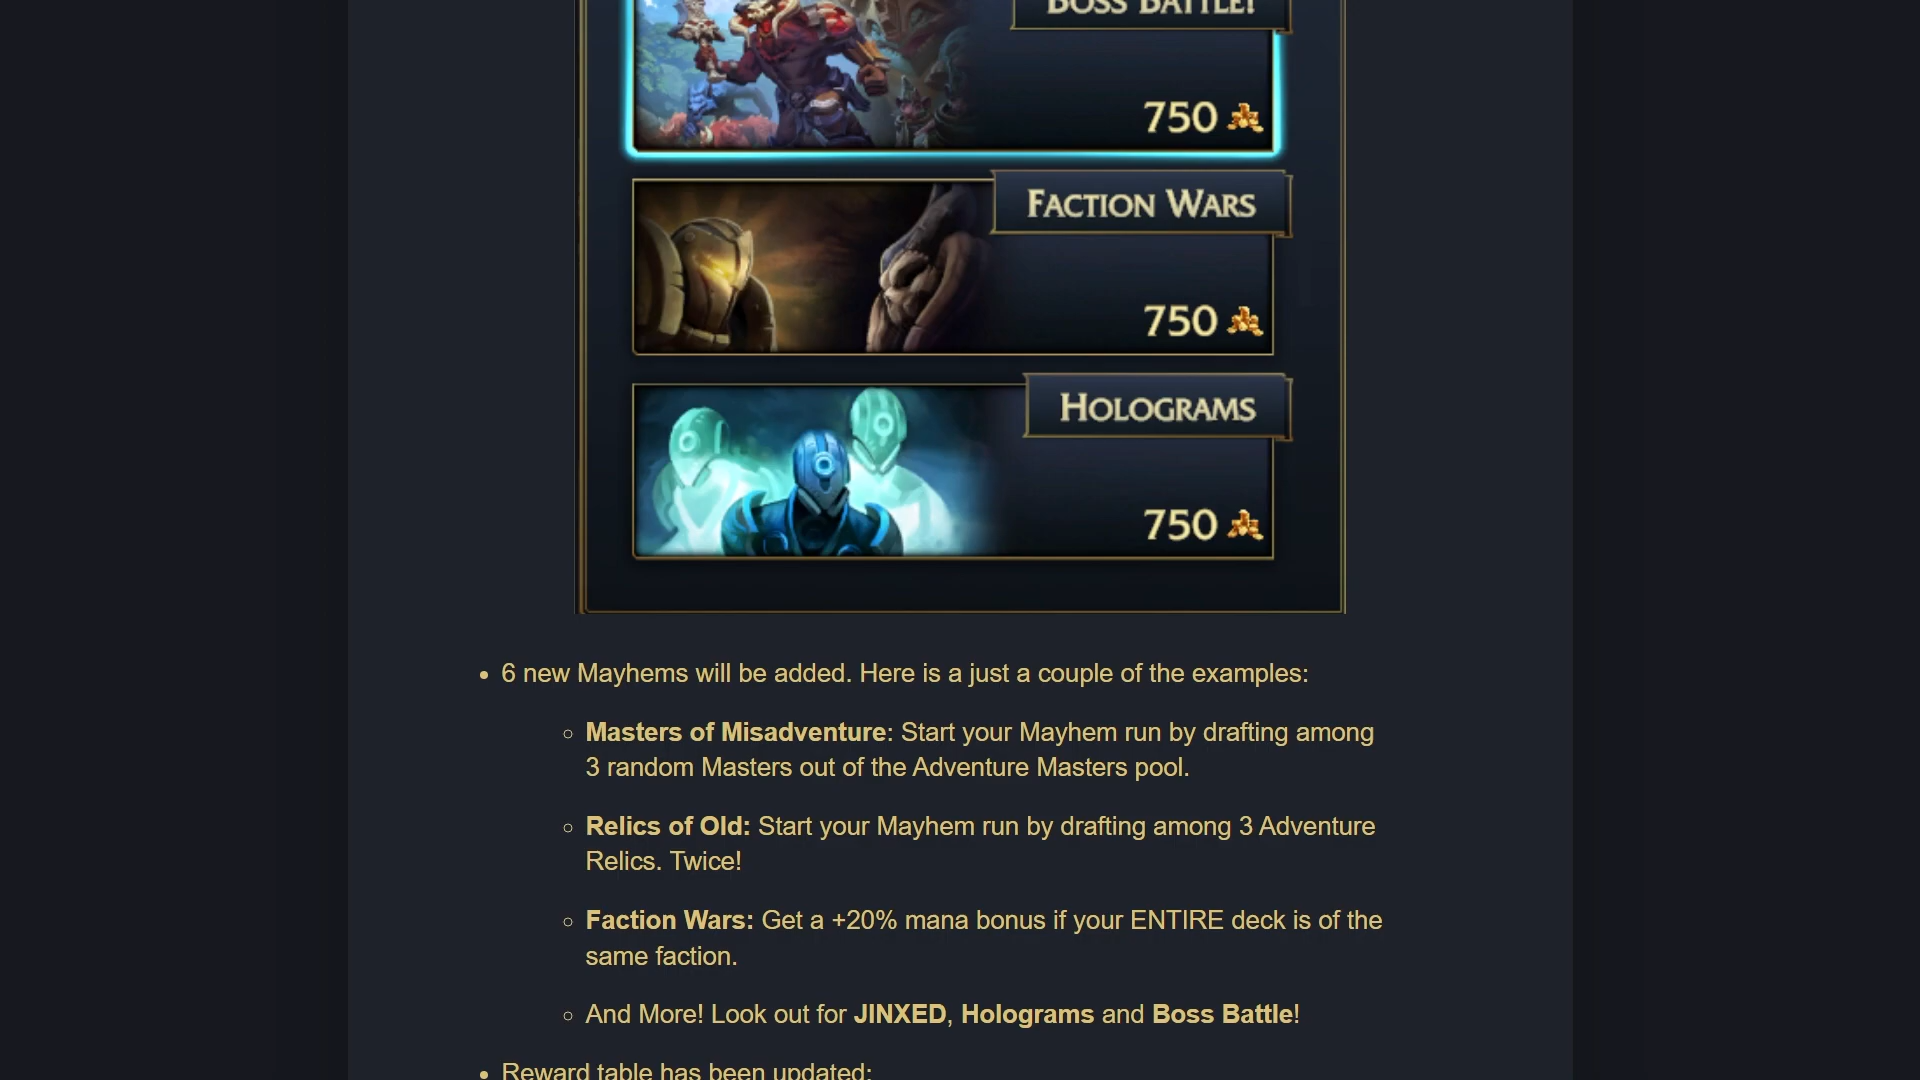 BOSS BATTLE!
750
FACTION WARS
750
HOLOGRAMS
750
• 6 new Mayhems will be added. Here is a just a couple of the examples:
◦ Masters of Misadventure: Start your Mayhem run by drafting among
3 random Masters out of the Adventure Masters pool.
◦ Relics of Old: Start your Mayhem run by drafting among 3 Adventure
Relics. Twice!
◦ Faction Wars: Get a +20% mana bonus if your ENTIRE deck is of the
same faction.
◦ And More! Look out for JINXED, Holograms and Boss Battle!
• Reward table has been updated: